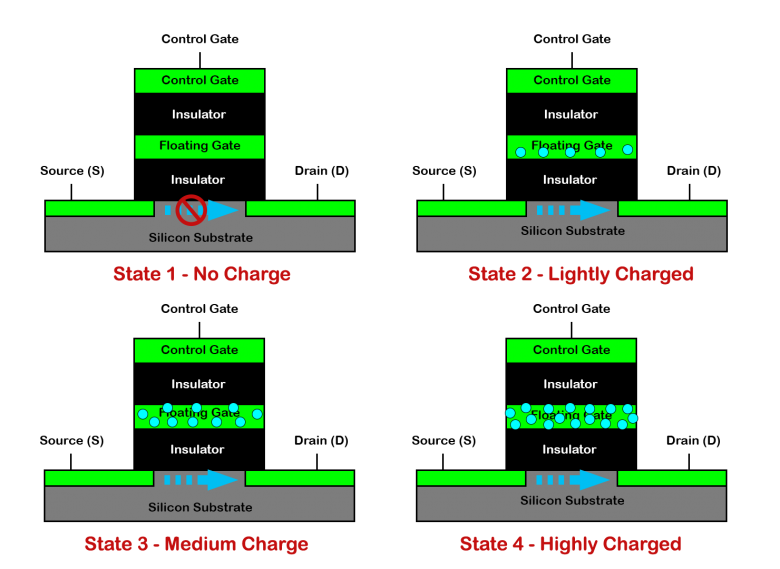 Control Gate
Control Gate
Insulator
Floating Gate
Source (S)
Drain (D)
Insulator
Silicon Substrate
State 1 - No Charge
Control Gate
Control Gate
Insulator
Floating Gate
Source (S)
Drain (D)
Insulator
Silicon Substrate
State 2 - Lightly Charged
Control Gate
Control Gate
Insulator
Floating Gate
Source (S)
Drain (D)
Insulator
Silicon Substrate
State 3 - Medium Charge
Control Gate
Control Gate
Insulator
Floating Gate
Source (S)
Drain (D)
Insulator
Silicon Substrate
State 4 - Highly Charged